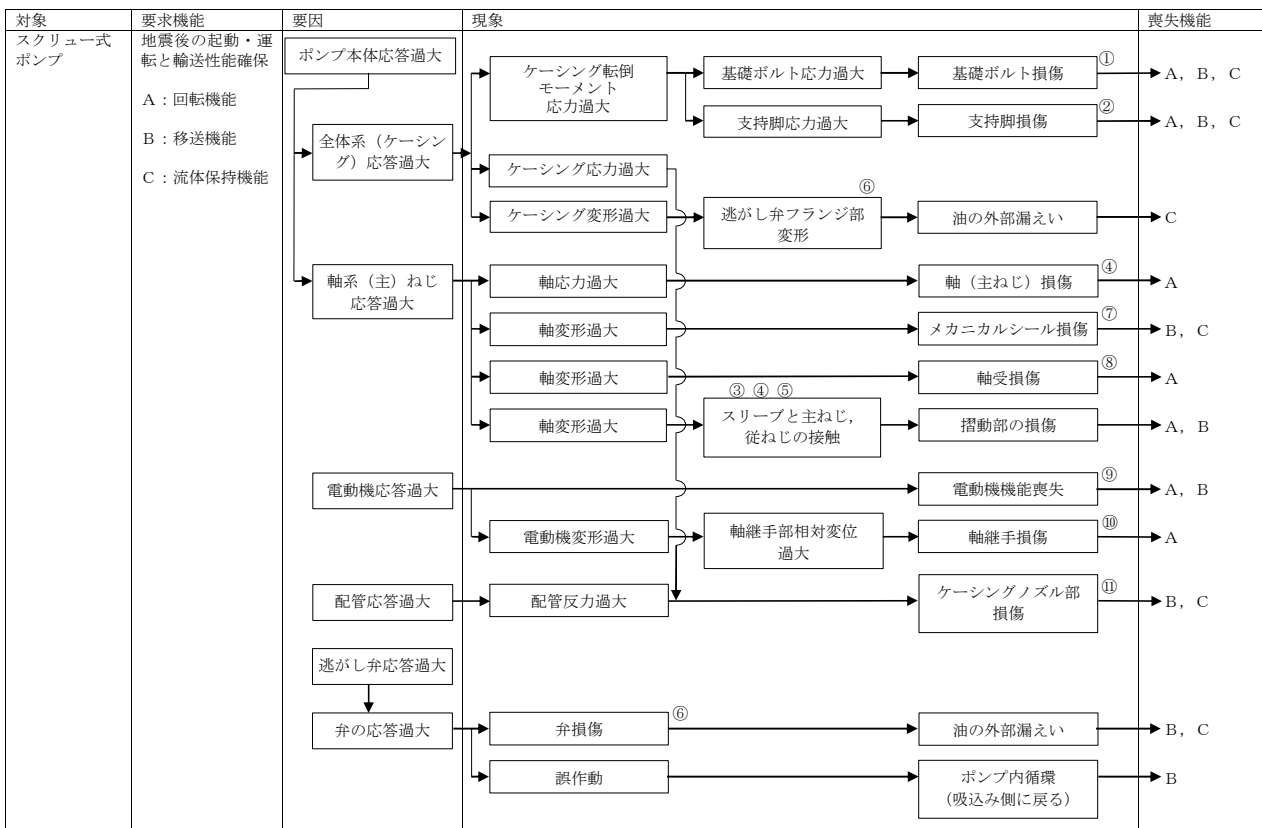 対象
要求機能
要因
現象
喪失機能
スクリュー式
ポンプ
地震後の起動・運
転と輸送性能確保
A：回転機能
B：移送機能
C：流体保持機能
ポンプ本体応答過大
全体系（ケーシン
グ）応答過大
ケーシング転倒
モーメント
応力過大
基礎ボルト応力過大
基礎ボルト損傷
①
A，B，C
支持脚応力過大
支持脚損傷
②
A，B，C
ケーシング応力過大
ケーシング変形過大
⑥
逃がし弁フランジ部
変形
油の外部漏えい
C
軸系（主）ねじ
応答過大
軸応力過大
軸（主ねじ）損傷
④
A
軸変形過大
メカニカルシール損傷
⑦
B，C
軸変形過大
軸受損傷
⑧
A
軸変形過大
③ ④ ⑤
スリーブと主ねじ，
従ねじの接触
摺動部の損傷
A，B
電動機応答過大
電動機機能喪失
⑨
A，B
電動機変形過大
軸継手部相対変位
過大
軸継手損傷
⑩
A
配管応答過大
配管反力過大
ケーシングノズル部
損傷
⑪
B，C
逃がし弁応答過大
弁の応答過大
弁損傷
⑥
油の外部漏えい
B，C
誤作動
ポンプ内循環
（吸込み側に戻る）
B